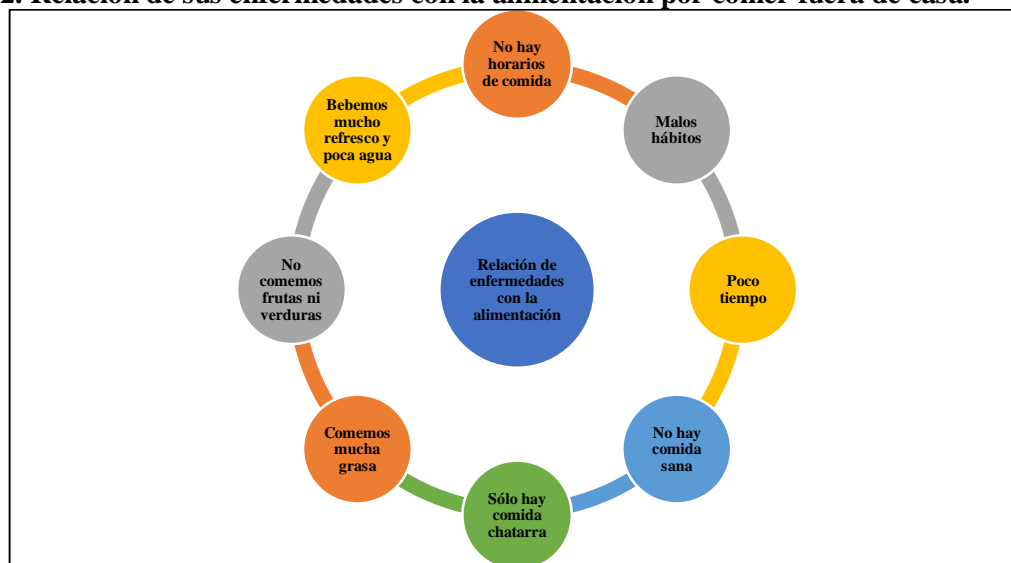 2. Relación de sus enfermedades con la alimentación por comer fuera de casa.
No hay
horarios
de comida
Malos
hábitos
Poco
tiempo
No hay
comida
sana
Sólo hay
comida
chatarra
Comemos
mucha
grasa
No
comemos
frutas ni
verduras
Bebemos
mucho
refresco y
poca agua
Relación de
enfermedades
con la
alimentación